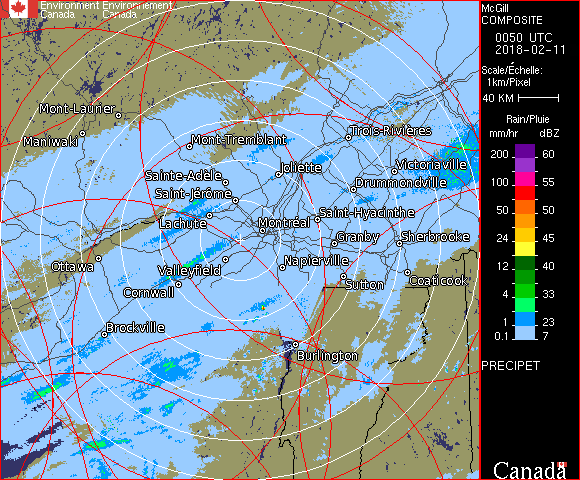 Environment Environnement
Canada Canada
McGill
COMPOSITE
0050 UTC
2018-02-11
Scale/Échelle:
1km/Pixel
40 KM
Rain/Pluie
mm/hr dBZ
200 60
100 55
50 50
24 45
12 40
4 33
1 23
0.1 7
PRECIPET
Canada
Mont-Laurier
Maniwaki
Mont-Tremblant
Trois-Rivières
Joliette
Victoriaville
Sainte-Adèle
Drummondville
Saint-Jérôme
Lachute
Saint-Hyacinthe
Montréal
Granby
Sherbrooke
Ottawa
Valleyfield
Napierville
Cornwall
Sutton
Coaticook
Brockville
Burlington